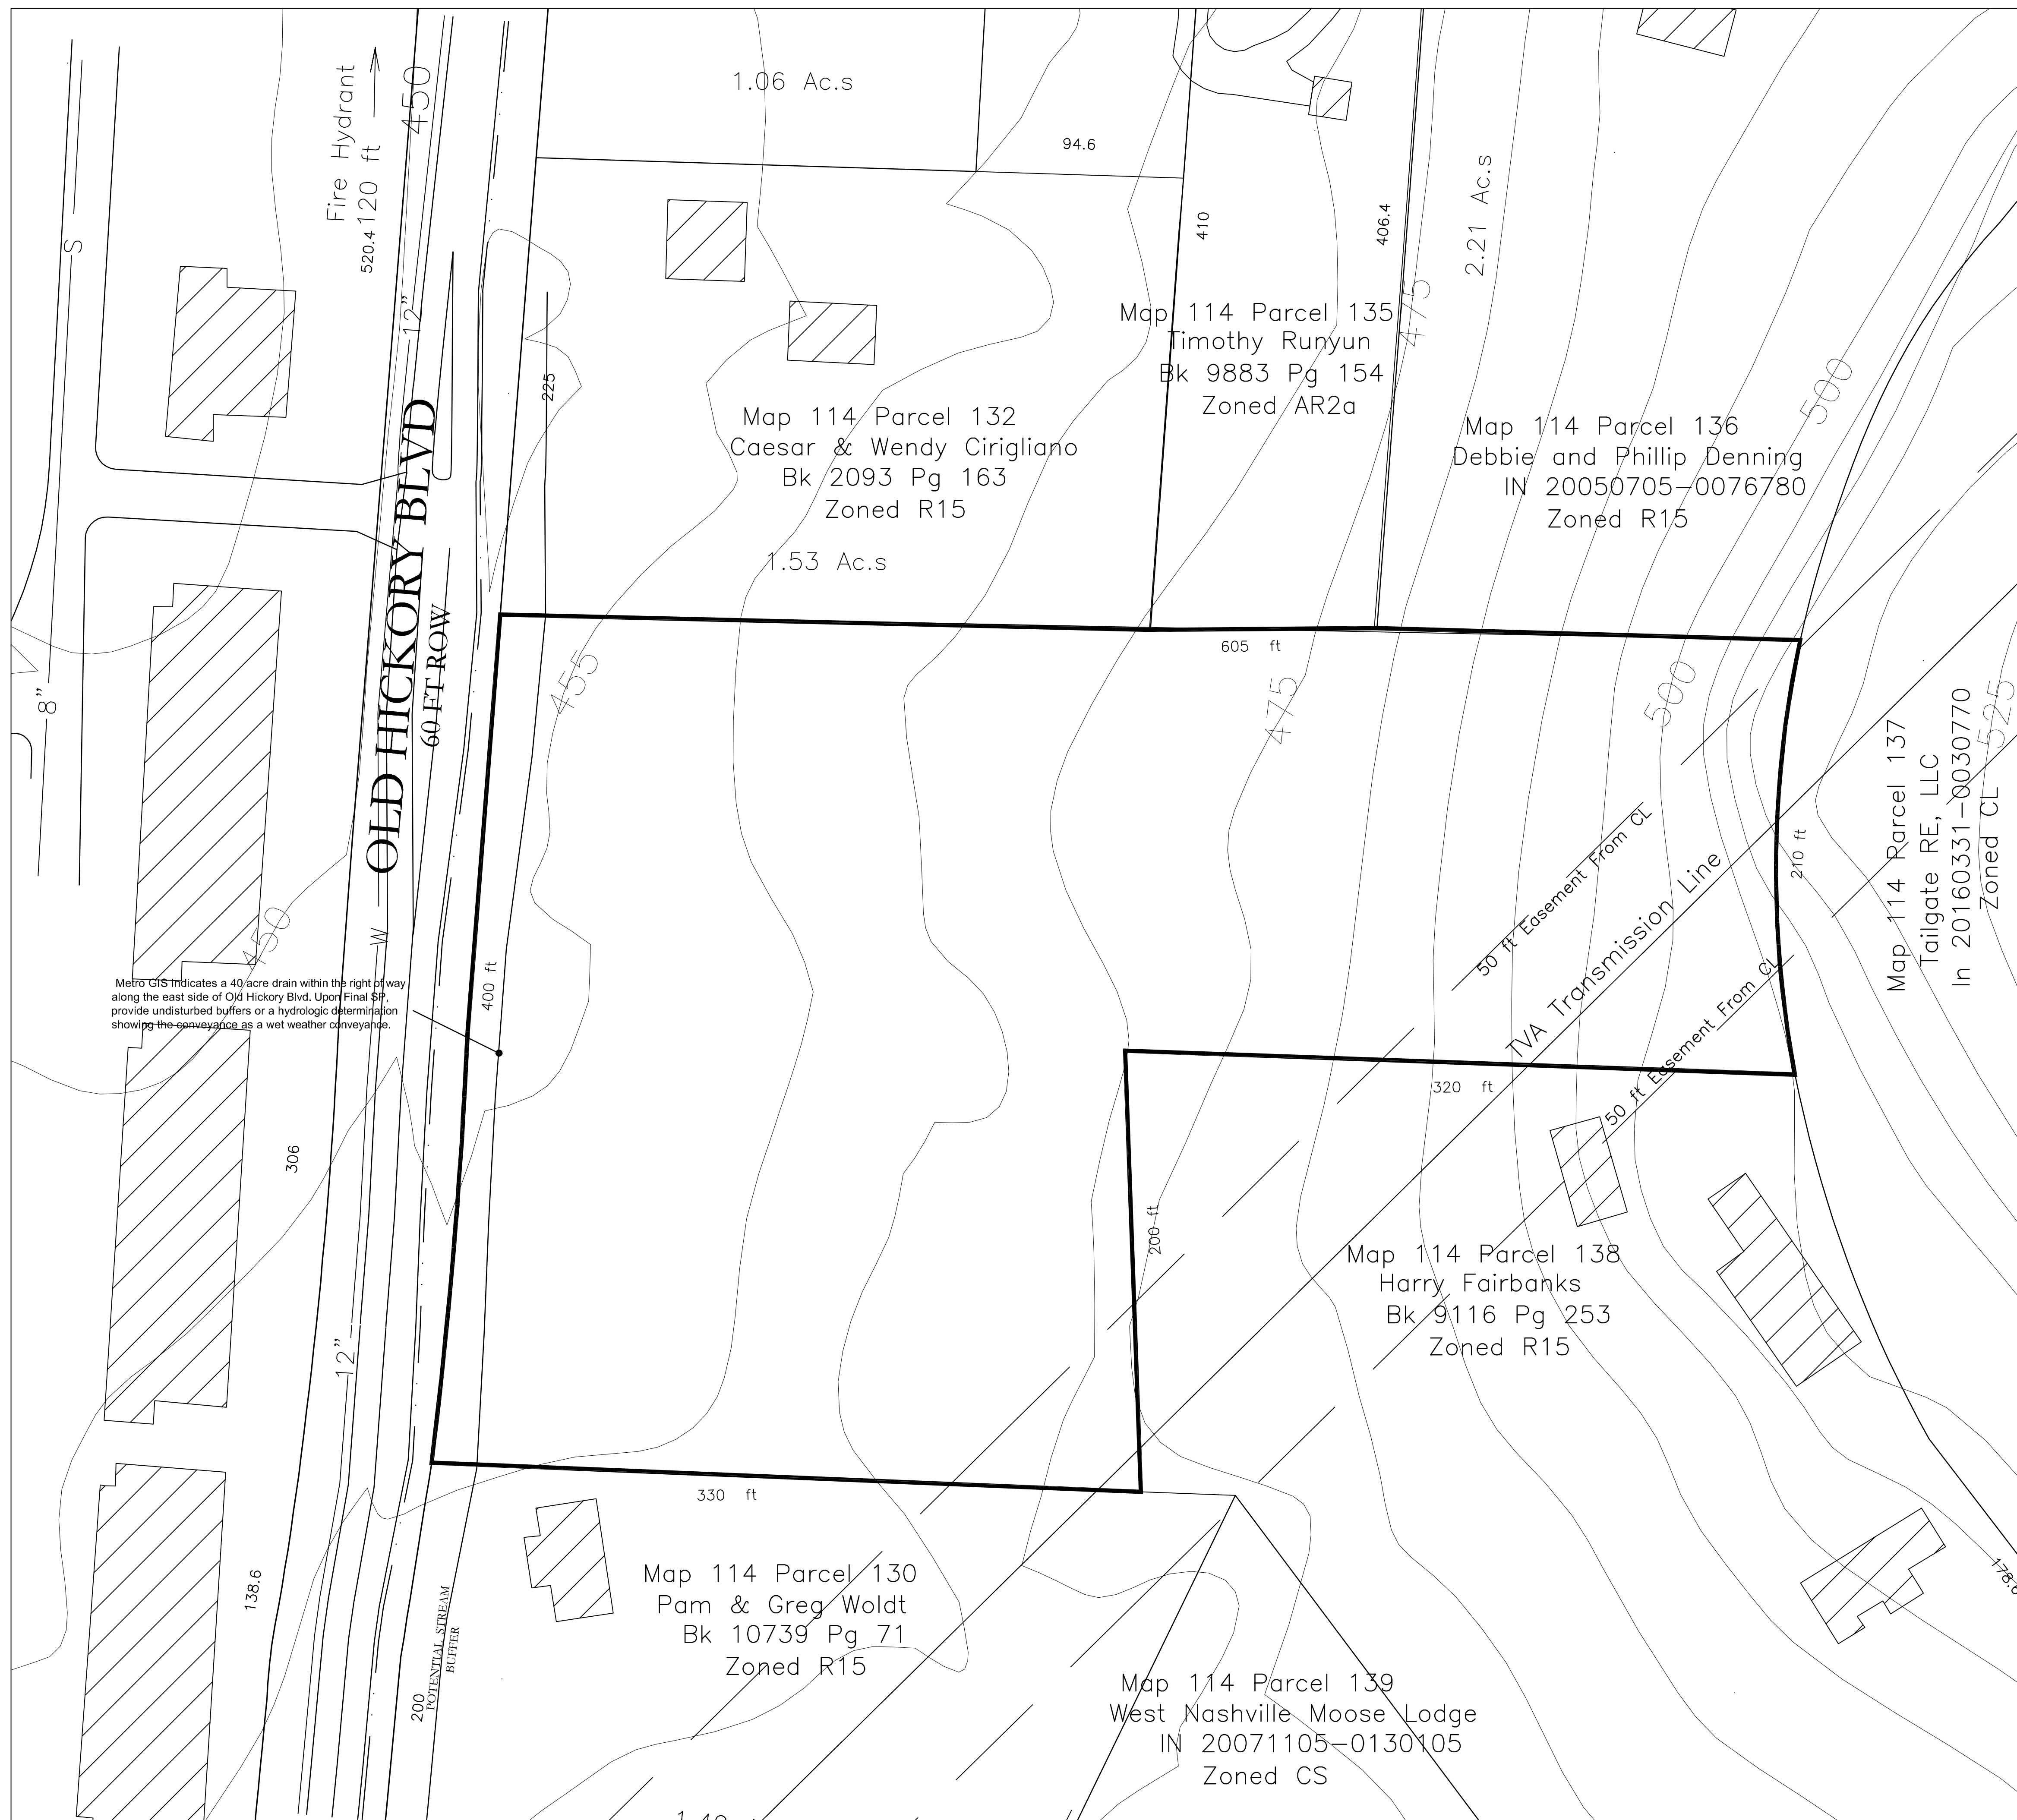 1.06 Ac.s
94.6
Fire Hydrant
120 ft
520.4
450
S
12"
410
406.4
2.21 Ac.s
475
225
Map 114 Parcel 135
Timothy Runyun
Bk 9883 Pg 154
Zoned AR2a
Map 114 Parcel 132
Caesar & Wendy Cirigliano
Bk 2093 Pg 163
Zoned R15
1.53 Ac.s
Map 114 Parcel 136
Debbie and Phillip Denning
IN 20050705-0076780
Zoned R15
500
OLD HICKORY BLVD
60 FT ROW
8"
455
605 ft
475
500
525
Map 114 Parcel 137
Tailgate RE, LLC
In 20160331-0030770
Zoned CL
210 ft
50 ft Easement From CL
TVA Transmission Line
50 ft Easement From CL
W
450
400 ft
Metro GIS indicates a 40 acre drain within the right of way
along the east side of Old Hickory Blvd. Upon Final SP,
provide undisturbed buffers or a hydrologic determination
showing the conveyance as a wet weather conveyance.
320 ft
306
200 ft
Map 114 Parcel 138
Harry Fairbanks
Bk 9116 Pg 253
Zoned R15
12"
330 ft
138.6
Map 114 Parcel 130
Pam & Greg Woldt
Bk 10739 Pg 71
Zoned R15
POTENTIAL STREAM
BUFFER
200
Map 114 Parcel 139
West Nashville Moose Lodge
IN 20071105-0130105
Zoned CS
178.6